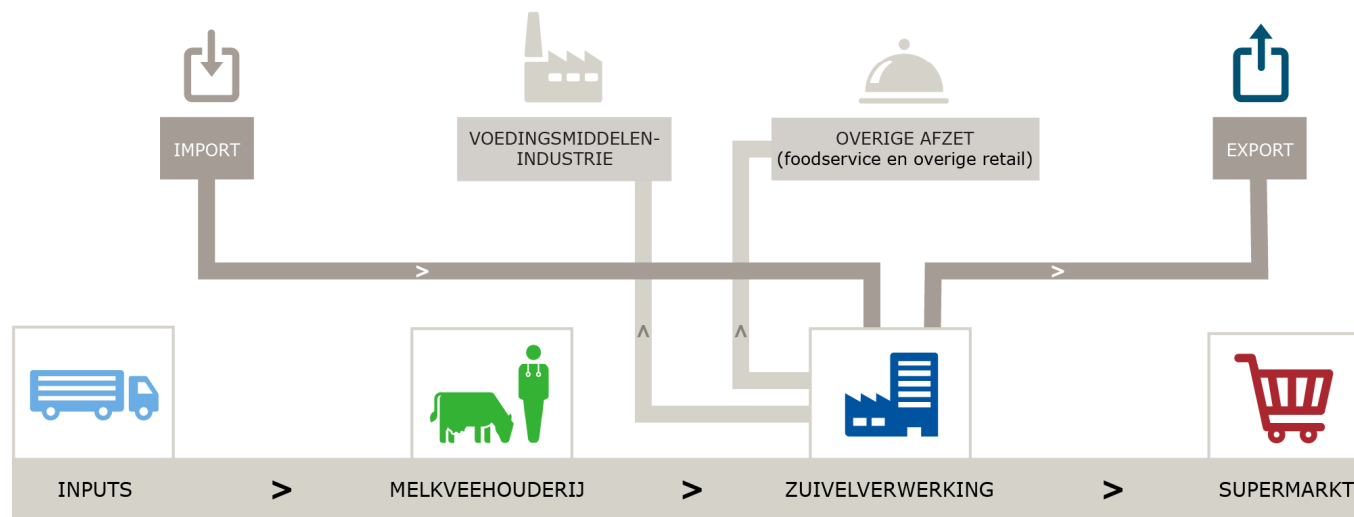 IMPORT
VOEDINGSMIDDELEN-
INDUSTRIE
OVERIGE AFZET
(foodservice en overige retail)
EXPORT
>
>
>
>
INPUTS > MELKVEEHOUDERIJ > ZUIVELVERWERKING > SUPERMARKT